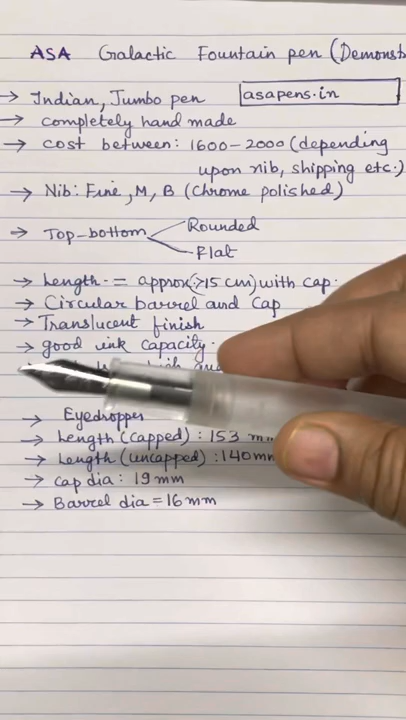 ASA Galactic Fountain pen (Demonst
→ Indian, Jumbo pen
asapens.in
→ completely hand made
→ cost between: 1600-2000 (depending
upon nib, shipping etc.)
→ Nib: Fine, M, B (Chrome polished)
→ Top-bottom
Rounded
Flat
→ Length = approx (>15 cm) with cap.
→ Circular barrel and Cap
→ Translucent finish
→ good ink capacity.
→ Eyedropper
→ Length (capped) : 153 mm
→ Length (uncapped) : 140mm
→ cap dia : 19 mm
→ Barrel dia = 16 mm